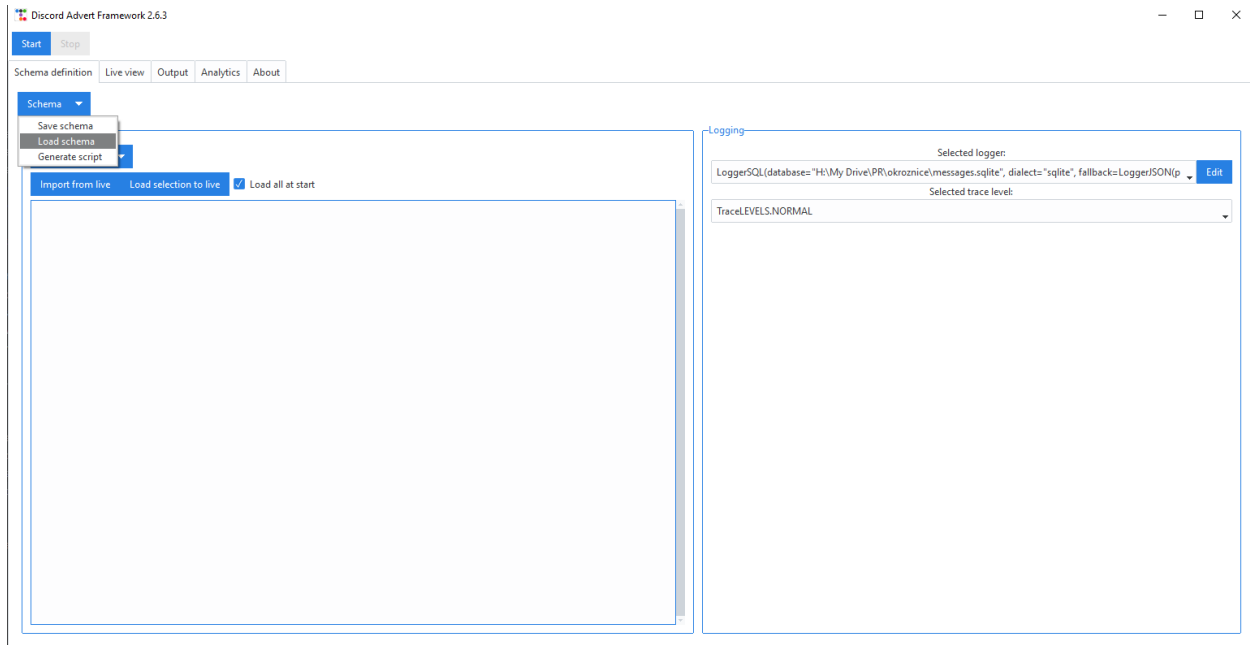 Discord Advert Framework 2.6.3
Start Stop
Schema definition Live view Output Analytics About
Schema
Save schema
Load schema
Generate script
Import from live Load selection to live Load all at start
Logging
Selected logger:
LoggerSQL(database="H:\My Drive\PR\okroznice\messages.sqlite", dialect="sqlite", fallback=LoggerJSON(p
Edit
Selected trace level:
TraceLEVELS.NORMAL